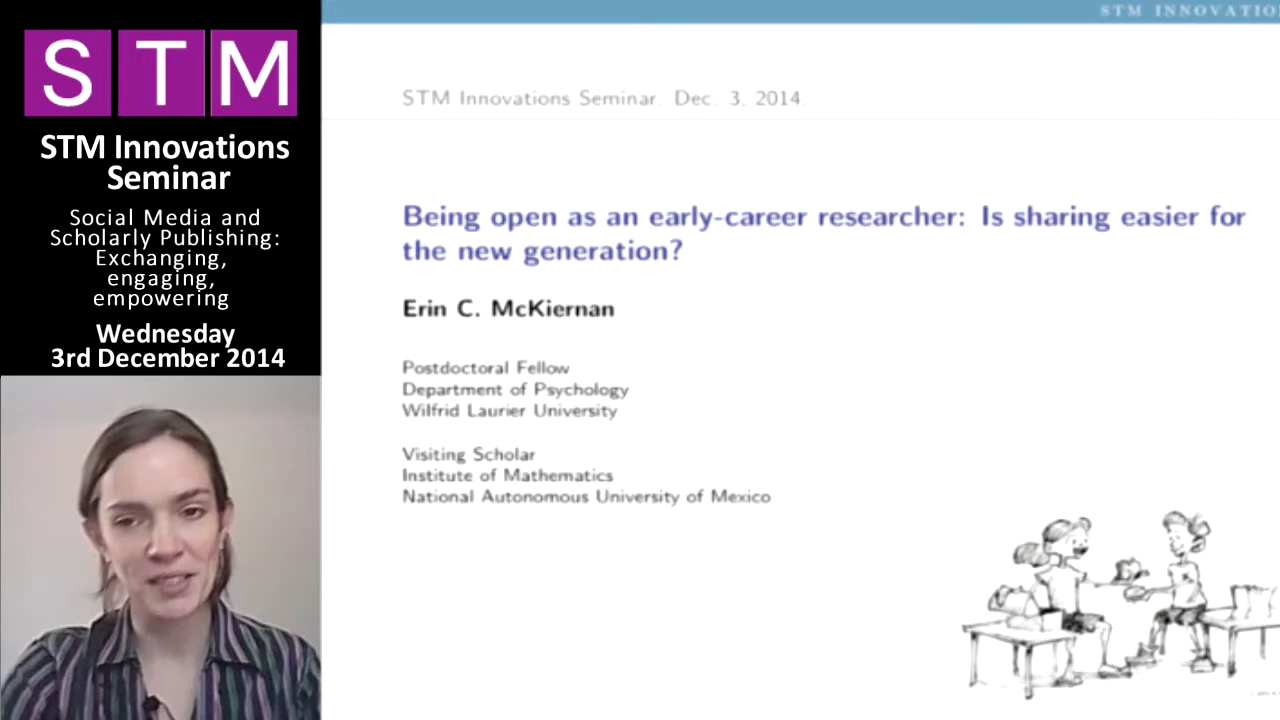 STM
STM Innovations
Seminar
Social Media and
Scholarly Publishing:
Exchanging,
engaging,
empowering
Wednesday
3rd December 2014
STM INNOVATIO
STM Innovations Seminar. Dec. 3, 2014.
Being open as an early-career researcher: Is sharing easier for
the new generation?
Erin C. McKiernan
Postdoctoral Fellow
Department of Psychology
Wilfrid Laurier University
Visiting Scholar
Institute of Mathematics
National Autonomous University of Mexico